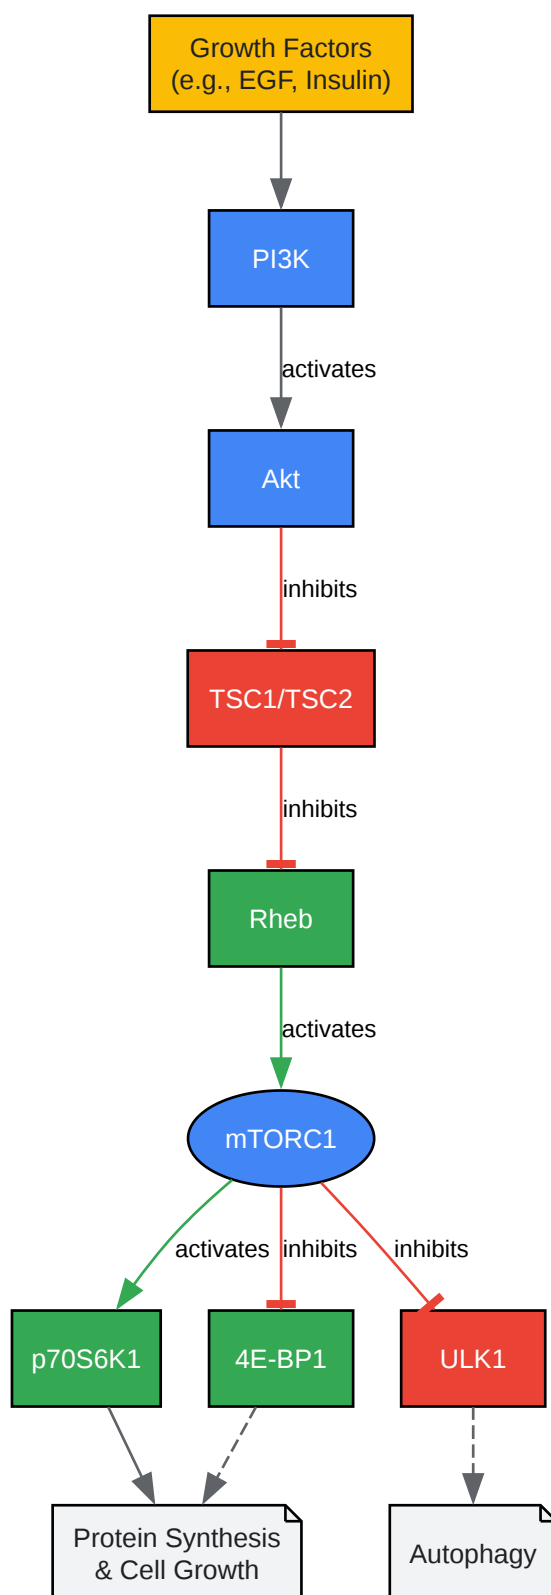 Growth Factors
(e.g., EGF, Insulin)
PI3K
activates
Akt
inhibits
TSC1/TSC2
inhibits
Rheb
activates
mTORC1
activates
inhibits
inhibits
p70S6K1
4E-BP1
ULK1
Protein Synthesis
& Cell Growth
Autophagy